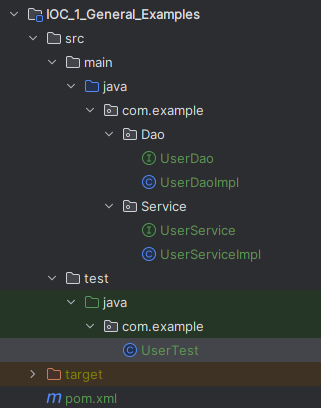 IOC_1_General_Examples
src
main
java
com.example
Dao
UserDao
UserDaoImpl
Service
UserService
UserServiceImpl
test
java
com.example
UserTest
target
pom.xml